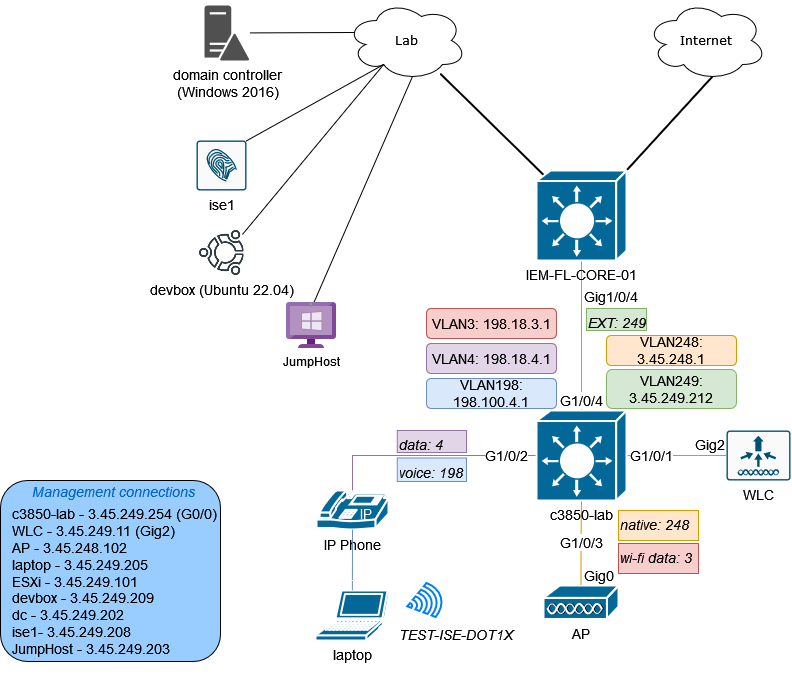 Lab
Internet
domain controller
(Windows 2016)
ise1
devbox (Ubuntu 22.04)
JumpHost
IEM-FL-CORE-01
Gig1/0/4
EXT: 249
VLAN3: 198.18.3.1
VLAN4: 198.18.4.1
VLAN198:
198.100.4.1
VLAN248:
3.45.248.1
VLAN249:
3.45.249.212
G1/0/4
data: 4
voice: 198
G1/0/2
G1/0/1
Gig2
WLC
c3850-lab
native: 248
G1/0/3
wi-fi data: 3
Gig0
AP
IP
IP Phone
TEST-ISE-DOT1X
laptop
Management connections
c3850-lab - 3.45.249.254 (G0/0)
WLC - 3.45.249.11 (Gig2)
AP - 3.45.248.102
laptop - 3.45.249.205
ESXi - 3.45.249.101
devbox - 3.45.249.209
dc - 3.45.249.202
ise1- 3.45.249.208
JumpHost - 3.45.249.203